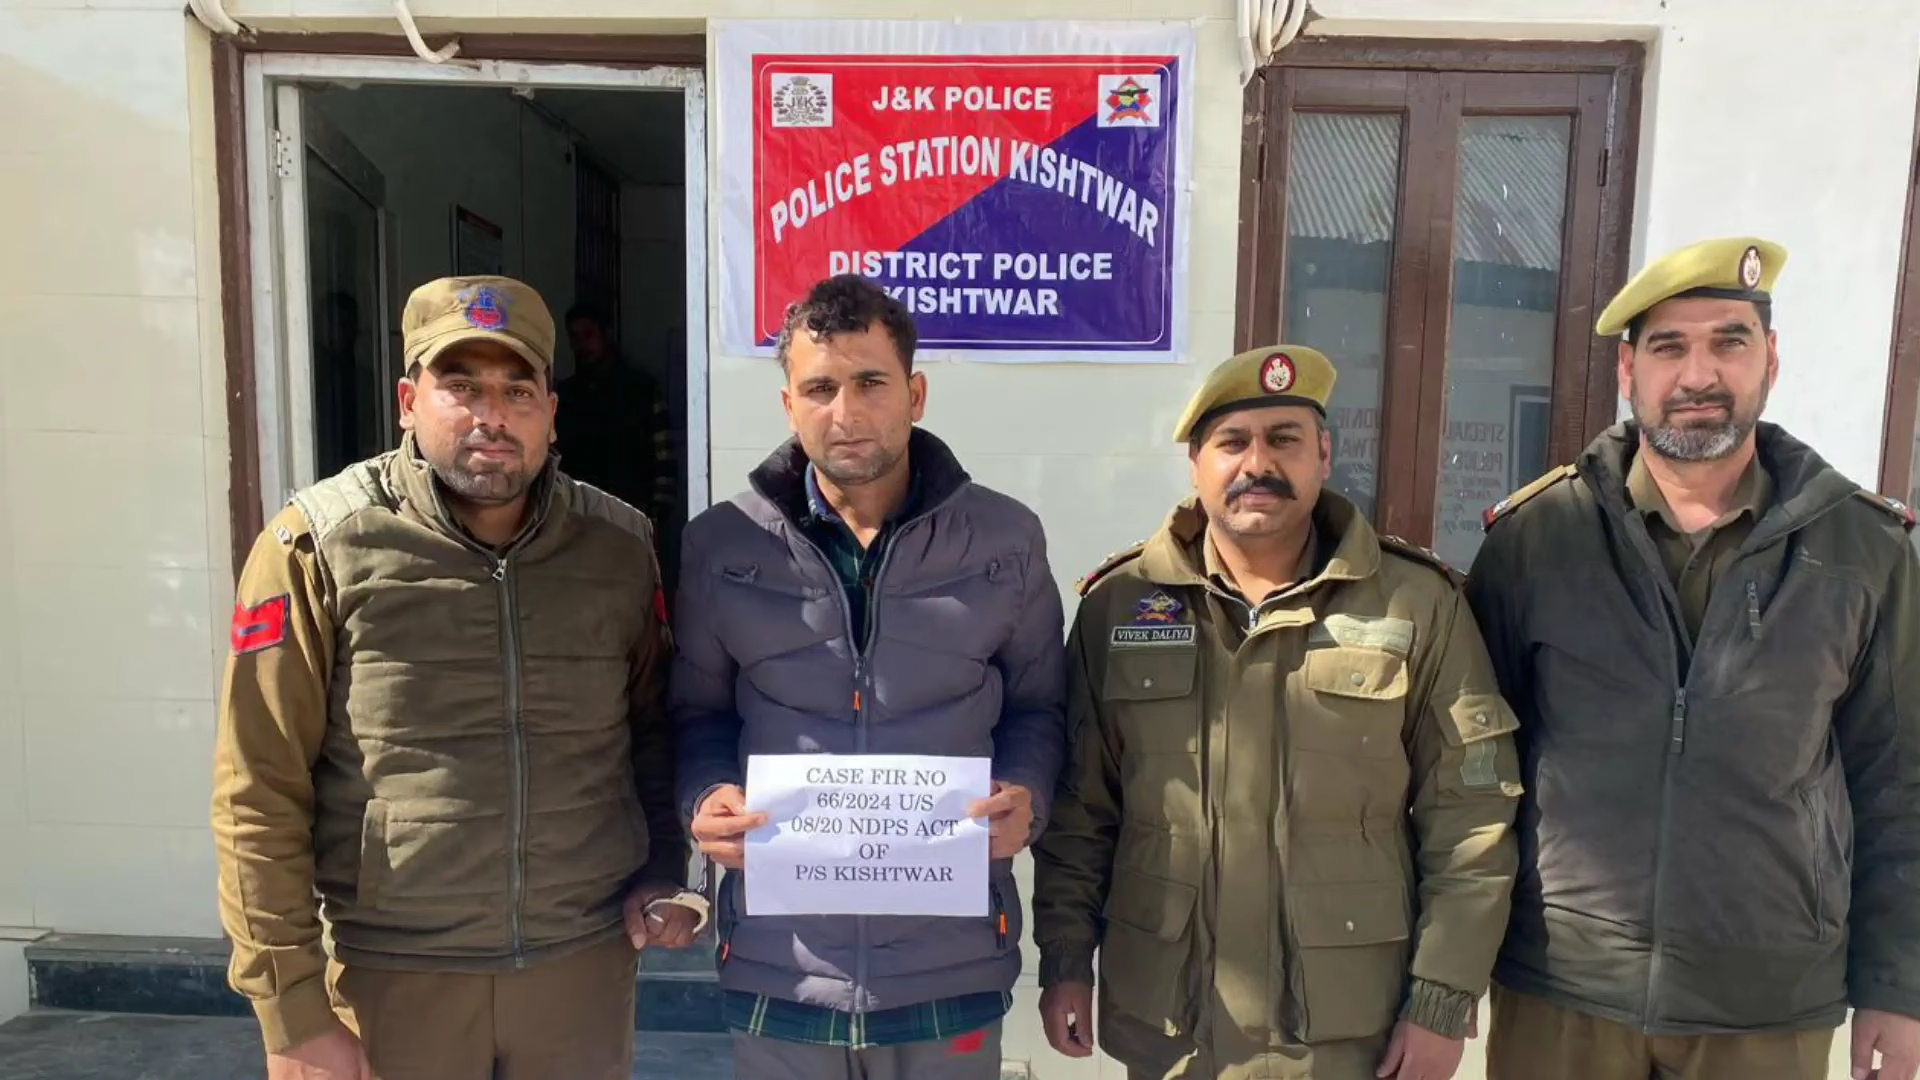 J&K
J&K POLICE
POLICE STATION KISHTWAR
DISTRICT POLICE
KISHTWAR
VIVEK DALIYA
CASE FIR NO
66/2024 U/S
08/20 NDPS ACT
OF
P/S KISHTWAR